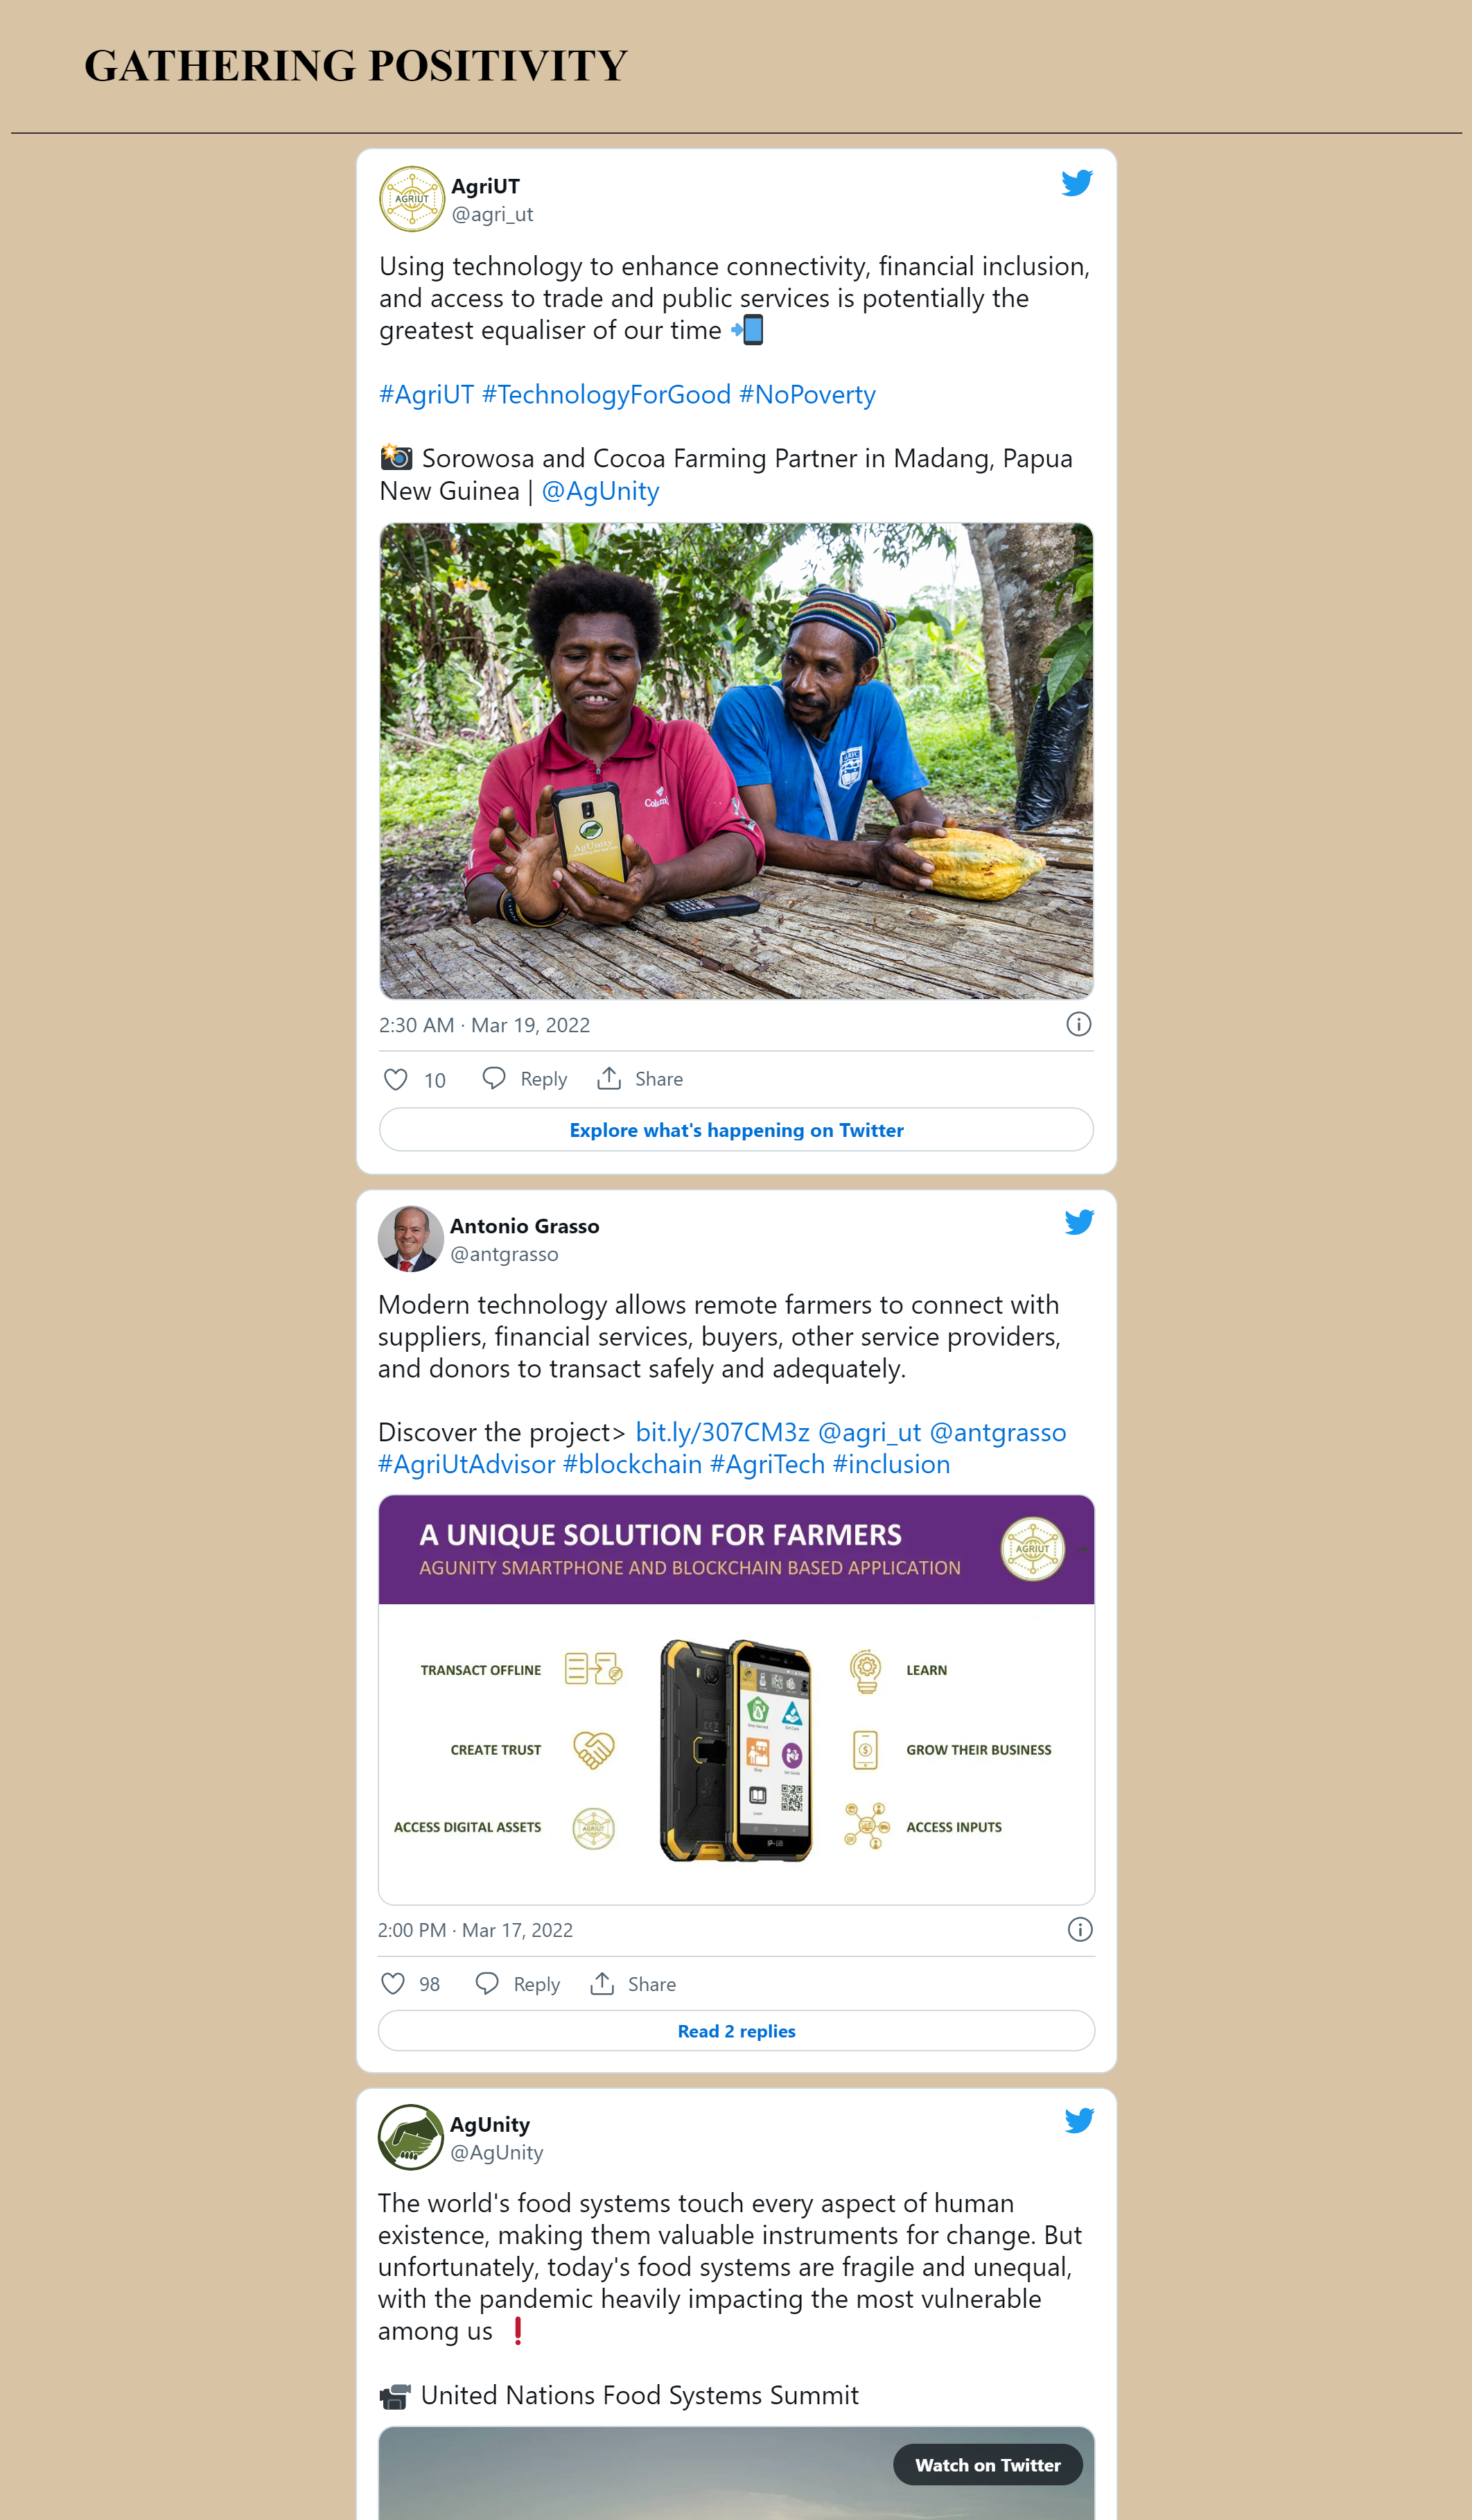 GATHERING POSITIVITY
AGRIUT
AgriUT
@agri_ut
Using technology to enhance connectivity, financial inclusion,
and access to trade and public services is potentially the
greatest equaliser of our time
#AgriUT #TechnologyForGood #NoPoverty
Sorowosa and Cocoa Farming Partner in Madang, Papua
New Guinea | @AgUnity
AgUnity
2:30 AM · Mar 19, 2022
10 Reply Share
Explore what's happening on Twitter
Antonio Grasso
@antgrasso
Modern technology allows remote farmers to connect with
suppliers, financial services, buyers, other service providers,
and donors to transact safely and adequately.
Discover the project> bit.ly/307CM3z @agri_ut @antgrasso
#AgriUtAdvisor #blockchain #AgriTech #inclusion
A UNIQUE SOLUTION FOR FARMERS
AGUNITY SMARTPHONE AND BLOCKCHAIN BASED APPLICATION
AGRIUT
TRANSACT OFFLINE
LEARN
CREATE TRUST
GROW THEIR BUSINESS
ACCESS DIGITAL ASSETS
AGRIUT
ACCESS INPUTS
IP-68
2:00 PM · Mar 17, 2022
98 Reply Share
Read 2 replies
AgUnity
@AgUnity
The world's food systems touch every aspect of human
existence, making them valuable instruments for change. But
unfortunately, today's food systems are fragile and unequal,
with the pandemic heavily impacting the most vulnerable
among us ❗
United Nations Food Systems Summit
Watch on Twitter